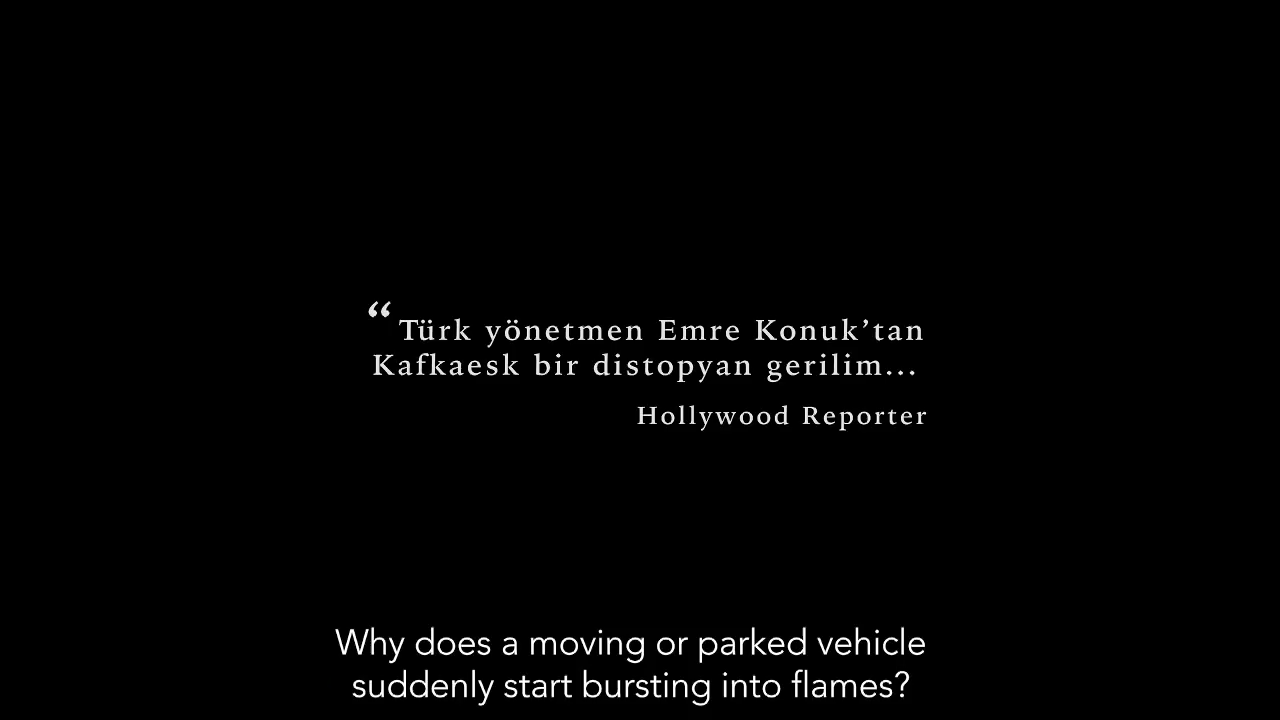 “Türk yönetmen Emre Konuk’tan
Kafkaesk bir distopyan gerilim...
Hollywood Reporter
Why does a moving or parked vehicle
suddenly start bursting into flames?